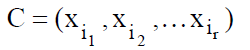 C = (x_{i_1}, x_{i_2}, …x_{i_r})